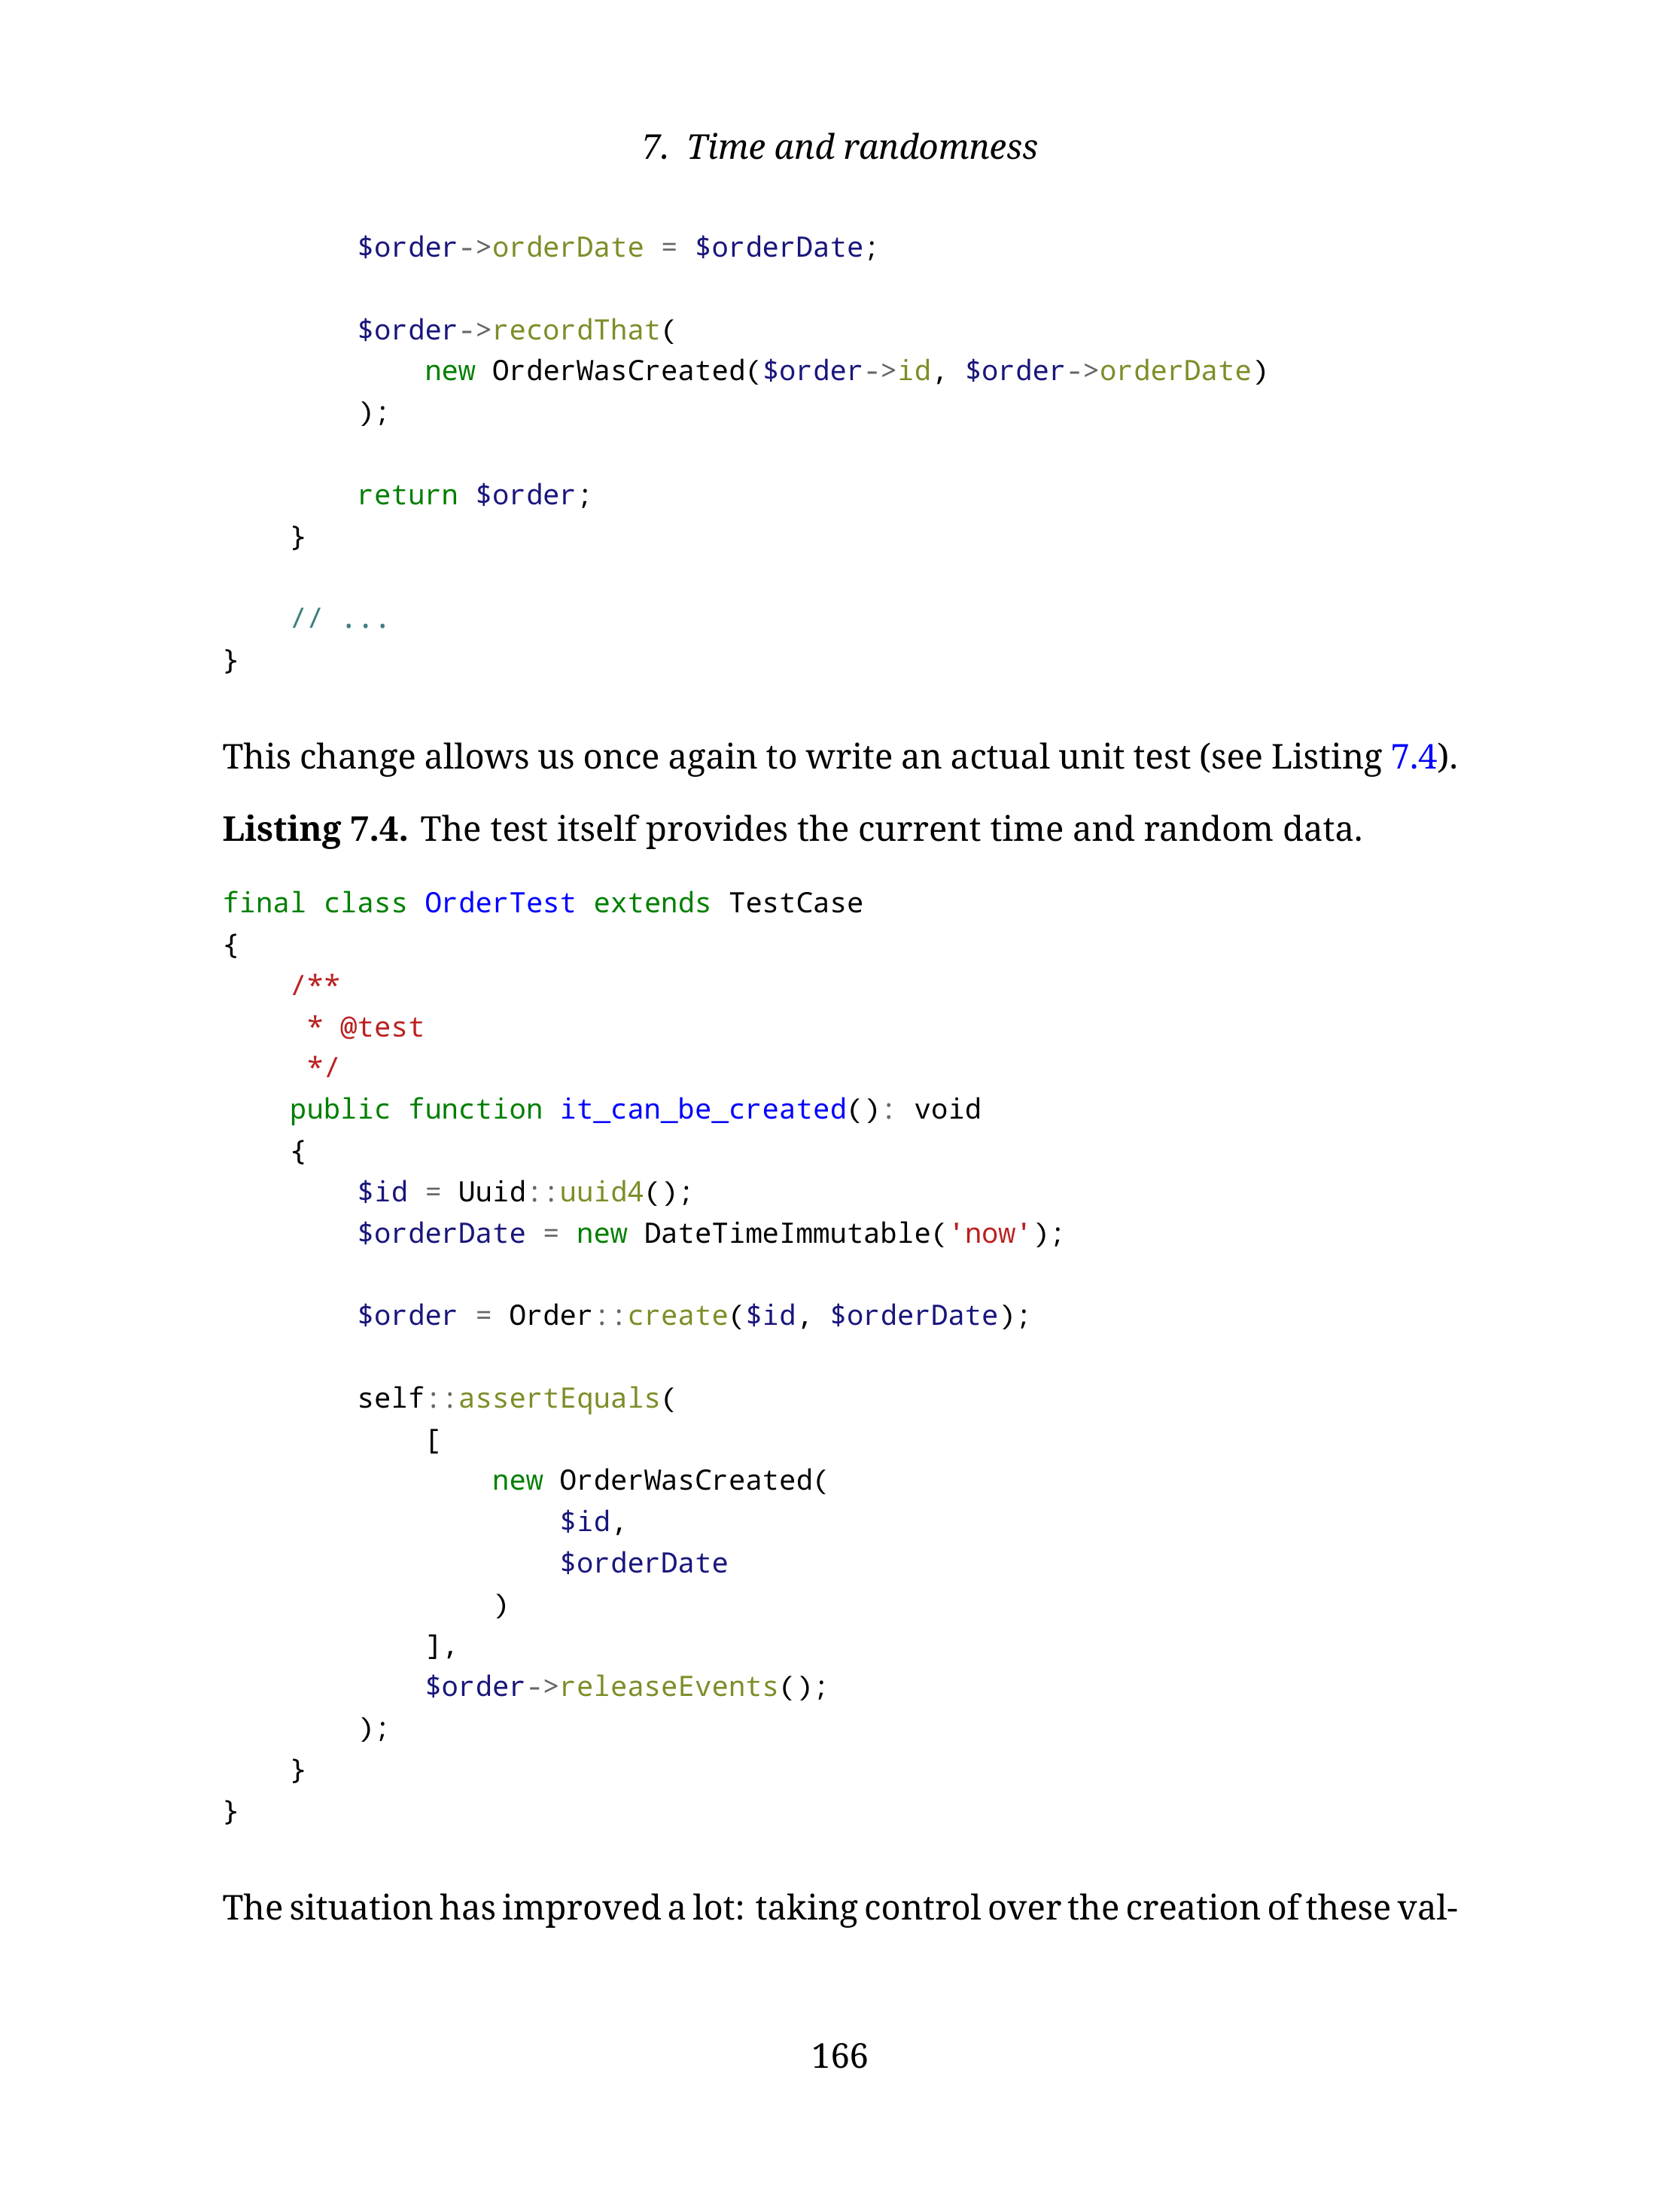 7. Time and randomness
        $order->orderDate = $orderDate;
        $order->recordThat(
            new OrderWasCreated($order->id, $order->orderDate)
        );
        return $order;
    }
    // ...
}
This change allows us once again to write an actual unit test (see Listing 7.4).
Listing 7.4. The test itself provides the current time and random data.
final class OrderTest extends TestCase
{
    /**
     * @test
     */
    public function it_can_be_created(): void
    {
        $id = Uuid::uuid4();
        $orderDate = new DateTimeImmutable('now');
        $order = Order::create($id, $orderDate);
        self::assertEquals(
            [
                new OrderWasCreated(
                    $id,
                    $orderDate
                )
            ],
            $order->releaseEvents();
        );
    }
}
The situation has improved a lot: taking control over the creation of these val-
166